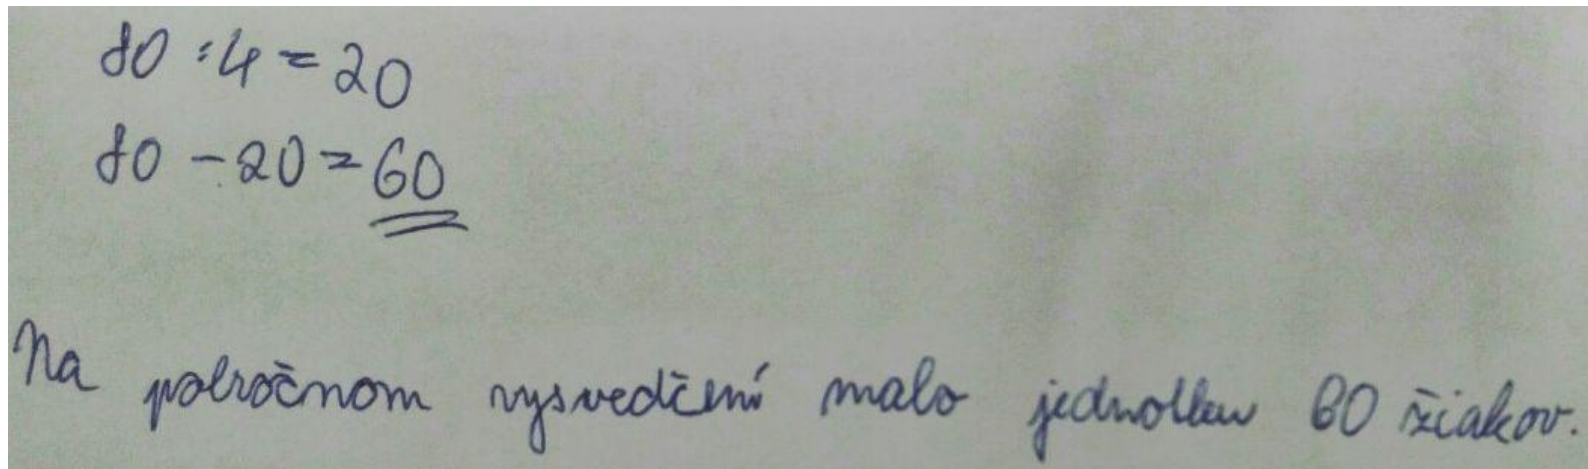 80 : 4 = 20
80 - 20 = 60
Na polročnom vysvedčení malo jednotku 60 žiakov.